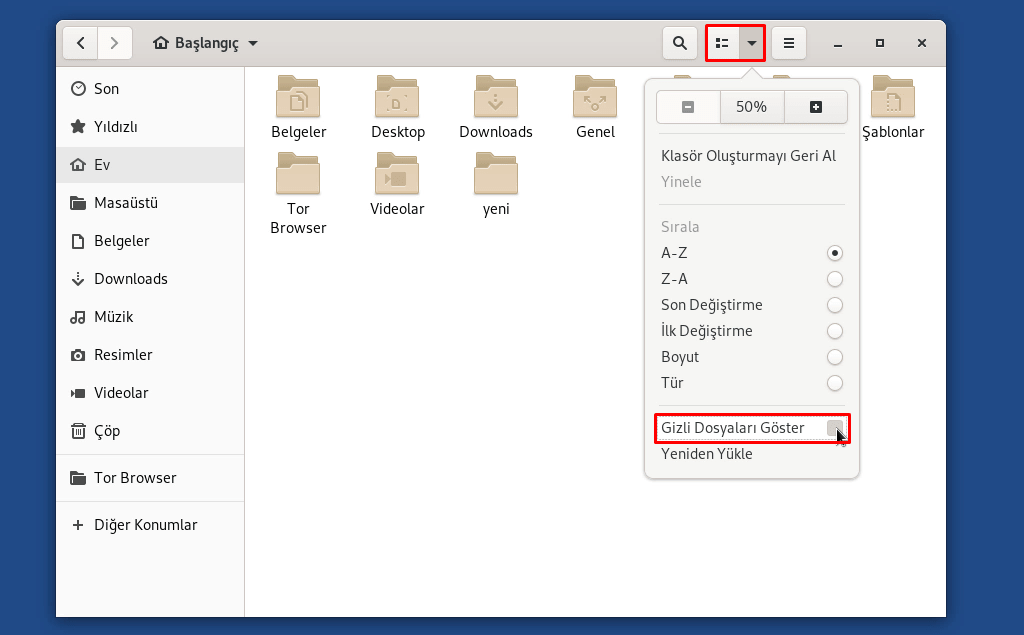 Başlangıç
Son
Yıldızlı
Ev
Masaüstü
Belgeler
Downloads
Müzik
Resimler
Videolar
Çöp
Tor Browser
Diğer Konumlar
Belgeler
Desktop
Downloads
Genel
Şablonlar
Tor
Browser
Videolar
yeni
50%
Klasör Oluşturmayı Geri Al
Yinele
Sırala
A-Z
Z-A
Son Değiştirme
İlk Değiştirme
Boyut
Tür
Gizli Dosyaları Göster
Yeniden Yükle